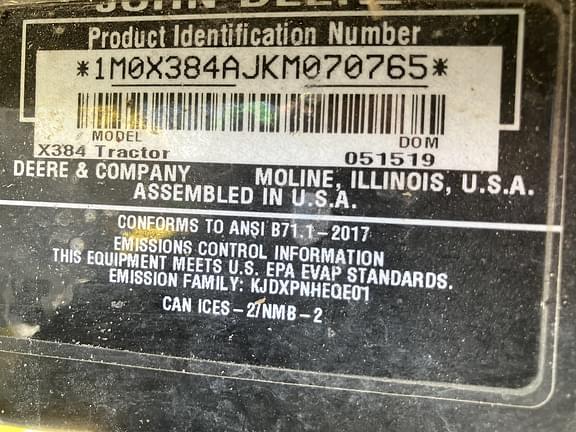 JOHN DEERE
Product Identification Number
*1M0X384AJKM070765*
MODEL DOM
X384 Tractor 051519
DEERE & COMPANY MOLINE, ILLINOIS, U.S.A.
ASSEMBLED IN U.S.A.
CONFORMS TO ANSI B71.1-2017
EMISSIONS CONTROL INFORMATION
THIS EQUIPMENT MEETS U.S. EPA EVAP STANDARDS.
EMISSION FAMILY: KJDXPNHEQE01
CAN ICES-2/NMB-2